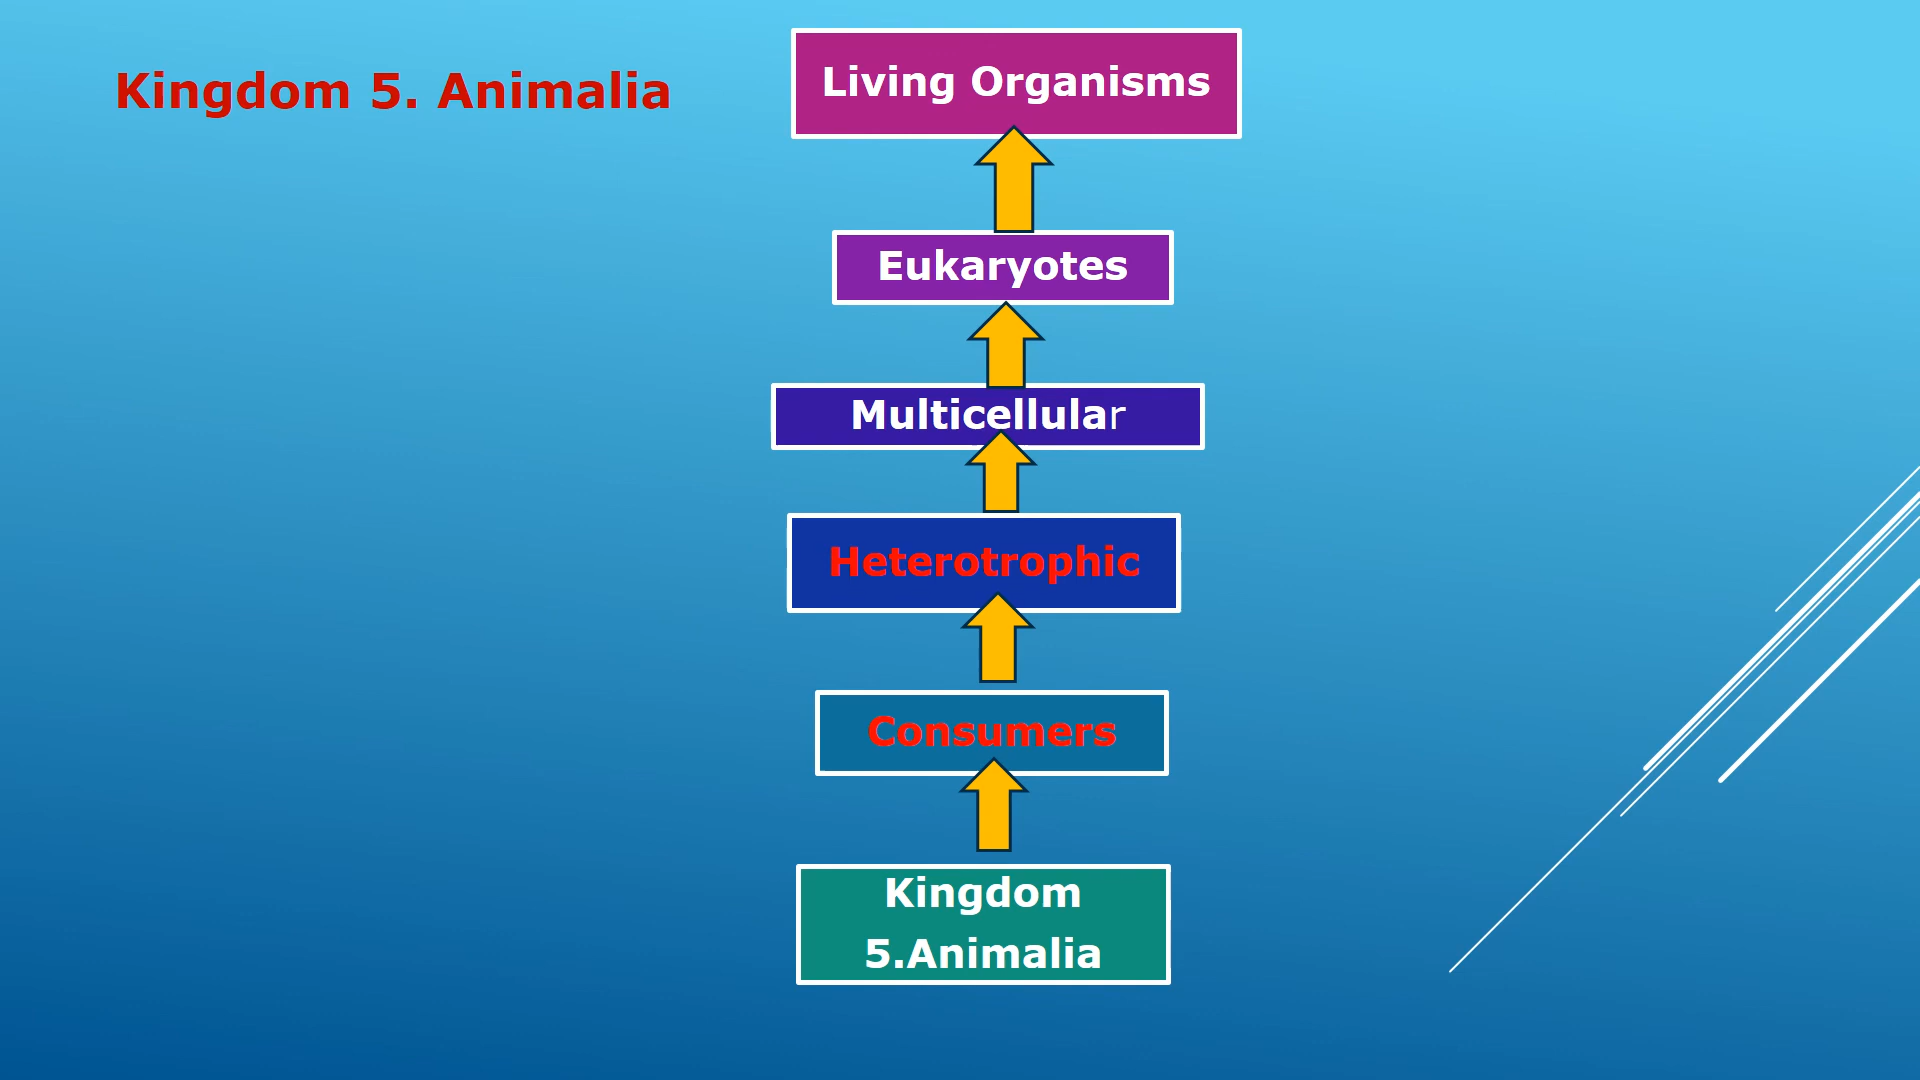 Kingdom 5. Animalia
Living Organisms
Eukaryotes
Multicellular
Heterotrophic
Consumers
Kingdom
5.Animalia